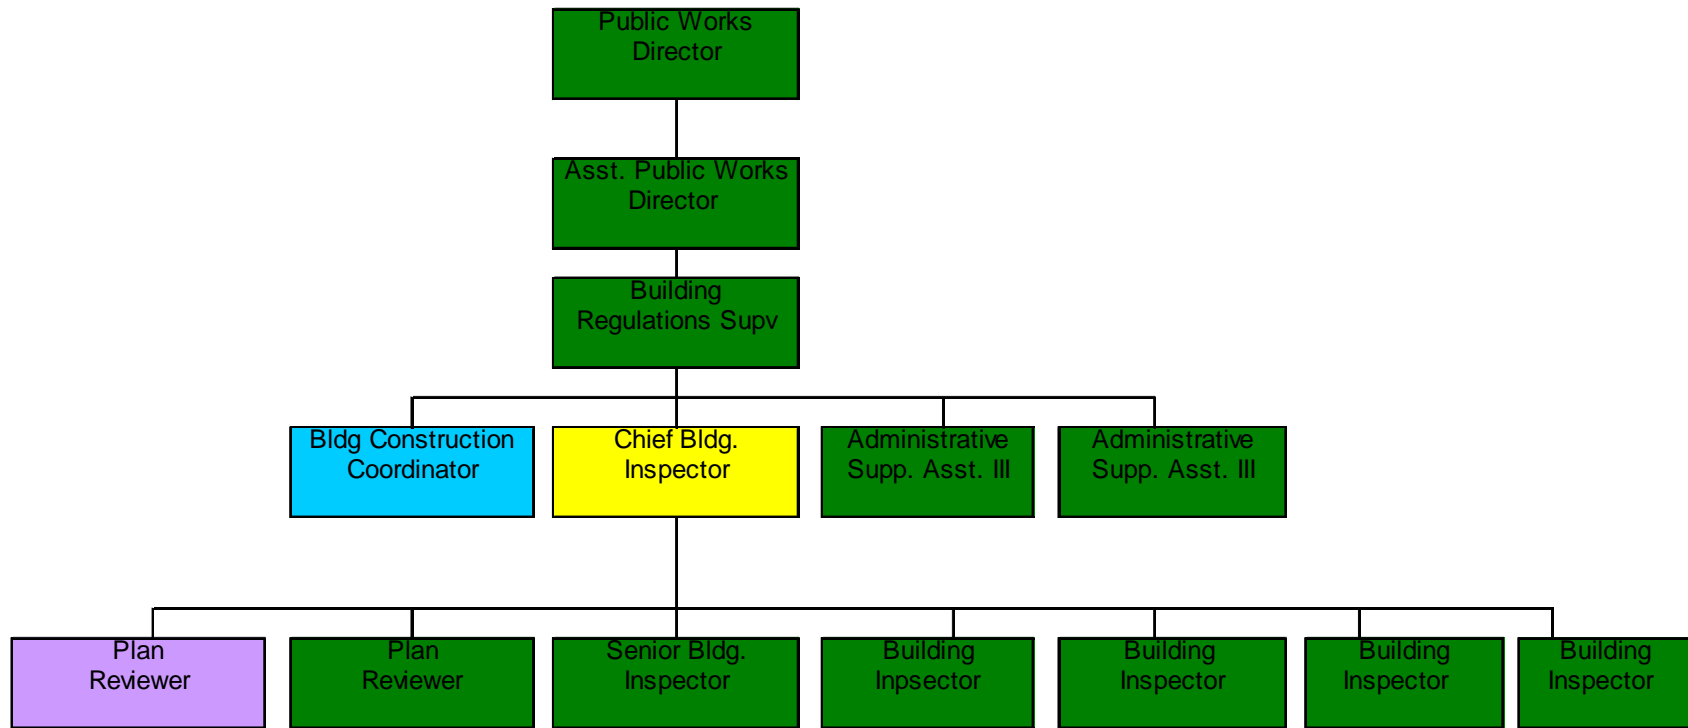 Public Works
Director
Asst. Public Works
Director
Building
Regulations Supv
Bldg Construction
Coordinator
Chief Bldg.
Inspector
Administrative
Supp. Asst. III
Administrative
Supp. Asst. III
Plan
Reviewer
Plan
Reviewer
Senior Bldg.
Inspector
Building
Inpsector
Building
Inspector
Building
Inspector
Building
Inspector